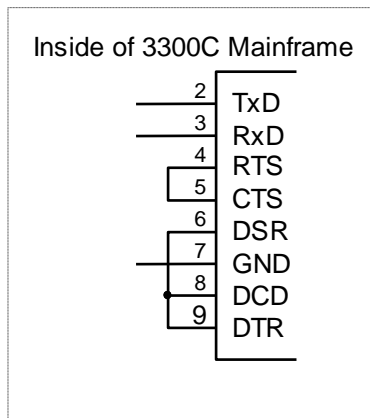 Inside of 3300C Mainframe
2 TxD
3 RxD
4 RTS
5 CTS
6 DSR
7 GND
8 DCD
9 DTR